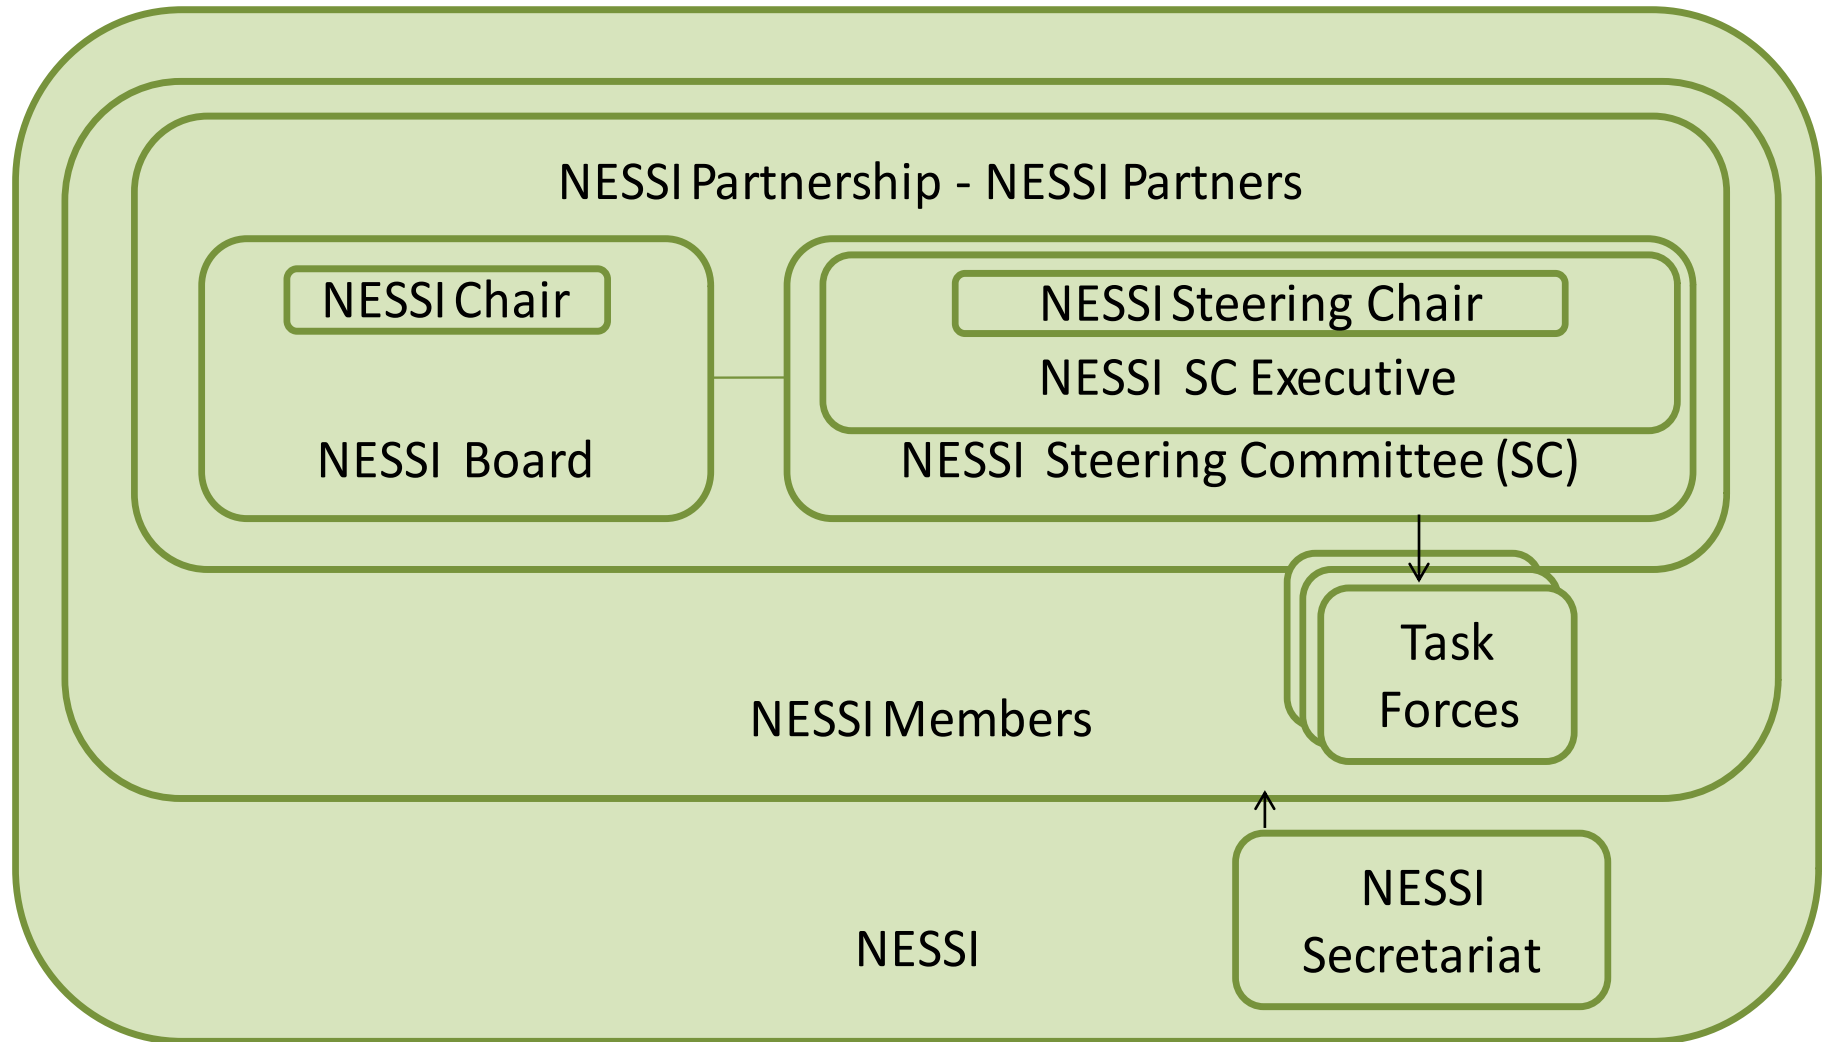 NESSI Partnership - NESSI Partners
NESSI Chair
NESSI Board
NESSI Steering Chair
NESSI SC Executive
NESSI Steering Committee (SC)
Task
Forces
NESSI Members
NESSI
Secretariat
NESSI